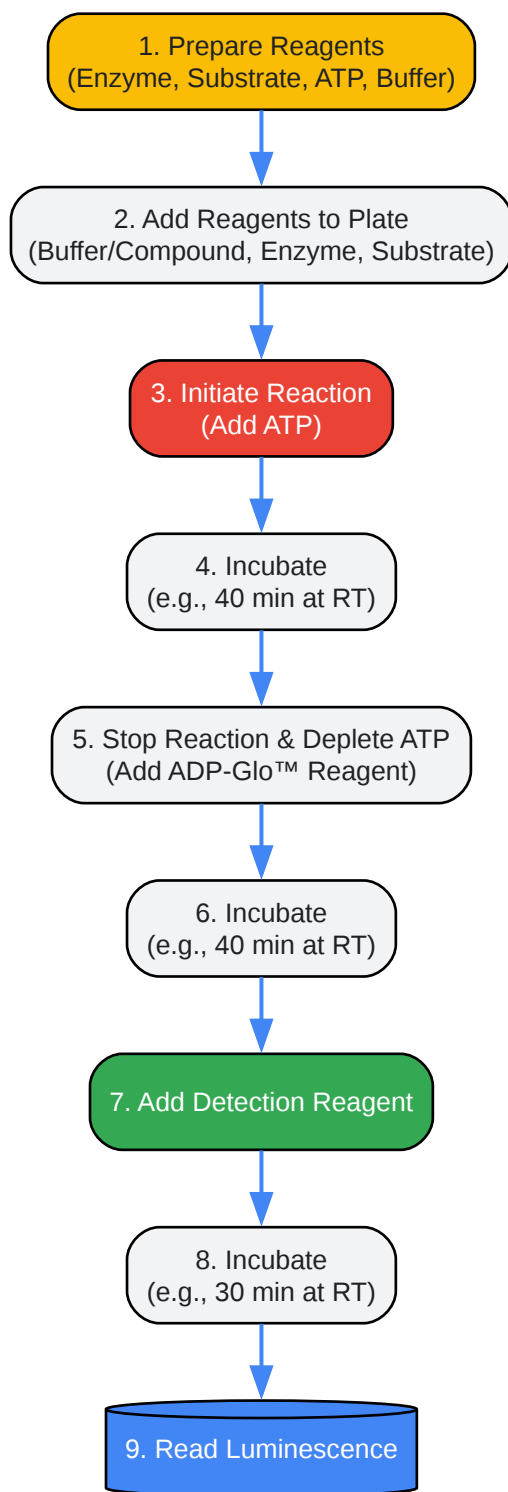 1. Prepare Reagents
(Enzyme, Substrate, ATP, Buffer)
2. Add Reagents to Plate
(Buffer/Compound, Enzyme, Substrate)
3. Initiate Reaction
(Add ATP)
4. Incubate
(e.g., 40 min at RT)
5. Stop Reaction & Deplete ATP
(Add ADP-Glo™ Reagent)
6. Incubate
(e.g., 40 min at RT)
7. Add Detection Reagent
8. Incubate
(e.g., 30 min at RT)
9. Read Luminescence